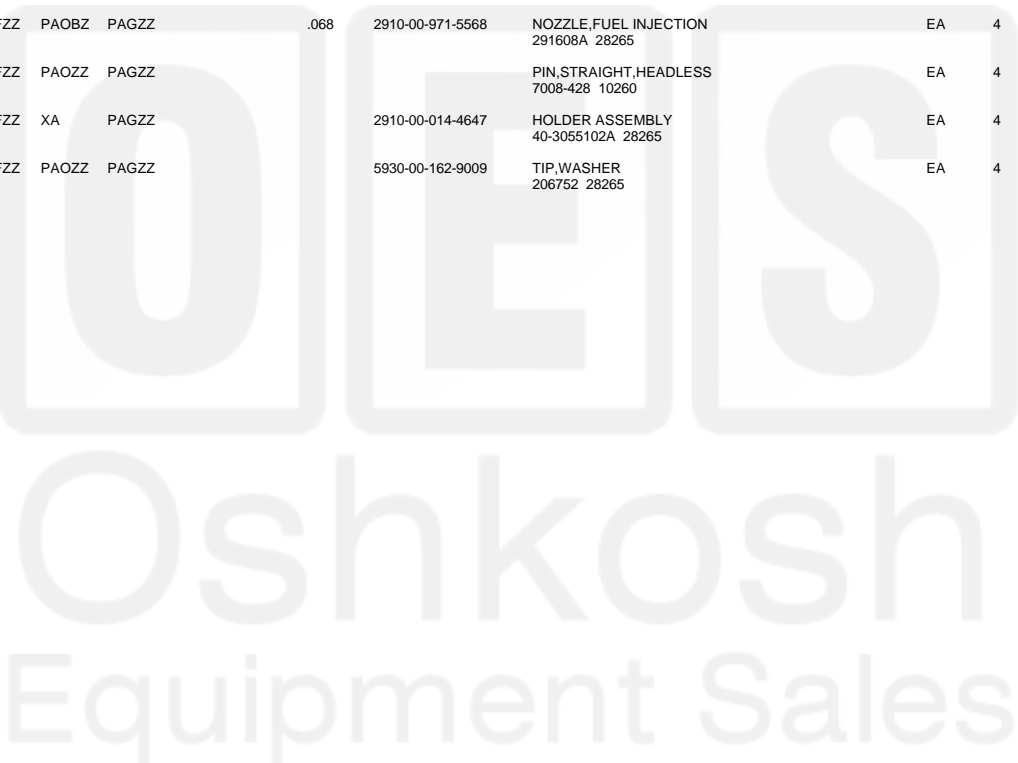 FZZ PAOBZ PAGZZ .068 2910-00-971-5568 NOZZLE,FUEL INJECTION EA 4
291608A 28265
FZZ PAOZZ PAGZZ PIN,STRAIGHT,HEADLESS EA 4
7008-428 10260
FZZ XA PAGZZ 2910-00-014-4647 HOLDER ASSEMBLY EA 4
40-3055102A 28265
FZZ PAOZZ PAGZZ 5930-00-162-9009 TIP,WASHER EA 4
206752 28265
OES
Oshkosh
Equipment Sales